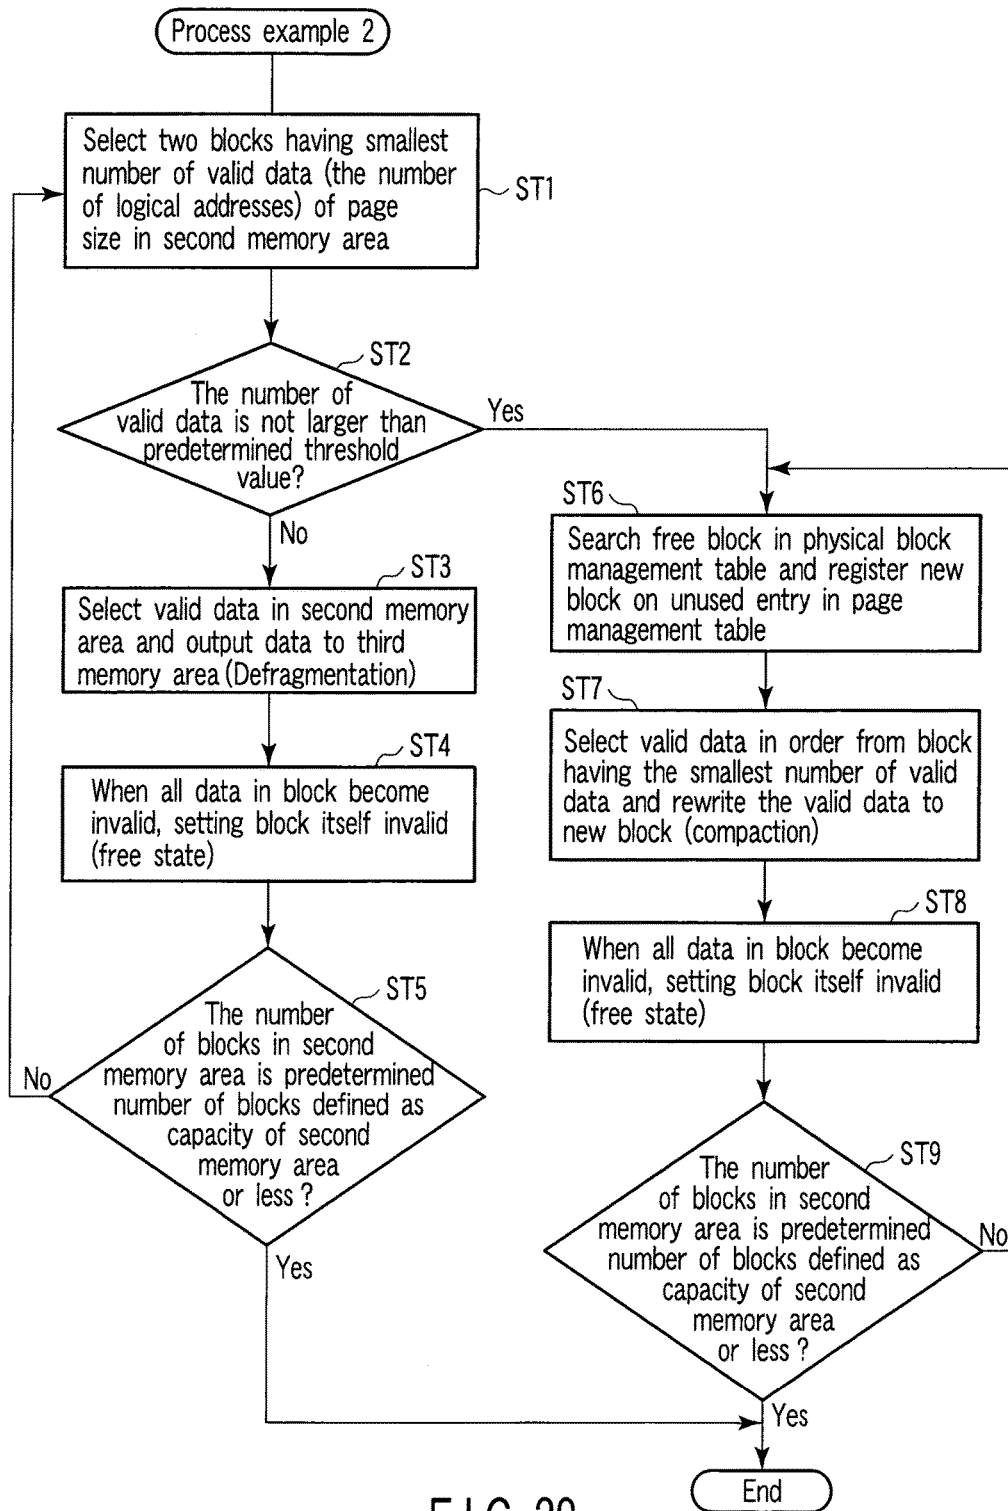 Process example 2
Select two blocks having smallest
number of valid data (the number
of logical addresses) of page
size in second memory area
ST1
ST2
The number of
valid data is not larger than
predetermined threshold
value?
Yes
No
ST3
Select valid data in second memory
area and output data to third
memory area (Defragmentation)
ST4
When all data in block become
invalid, setting block itself invalid
(free state)
ST5
The number
of blocks in second
memory area is predetermined
number of blocks defined as
capacity of second
memory area
or less ?
No
Yes
ST6
Search free block in physical block
management table and register new
block on unused entry in page
management table
ST7
Select valid data in order from block
having the smallest number of valid
data and rewrite the valid data to
new block (compaction)
ST8
When all data in block become
invalid, setting block itself invalid
(free state)
ST9
The number
of blocks in second
memory area is predetermined
number of blocks defined as
capacity of second
memory area
or less ?
No
Yes
End